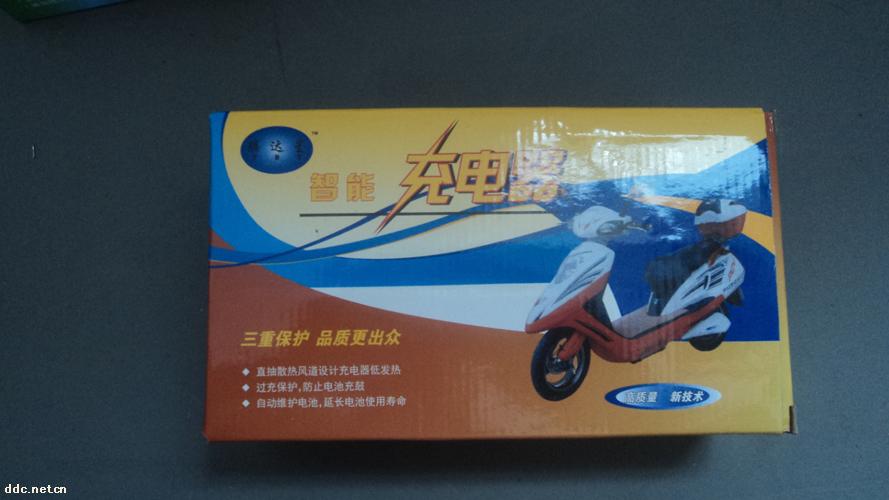 达
™
智能 充电器
三重保护 品质更出众
◆ 直抽散热风道设计充电器低发热
◆ 过充保护,防止电池充鼓
◆ 自动维护电池,延长电池使用寿命
高质量 新技术
ddc.net.cn